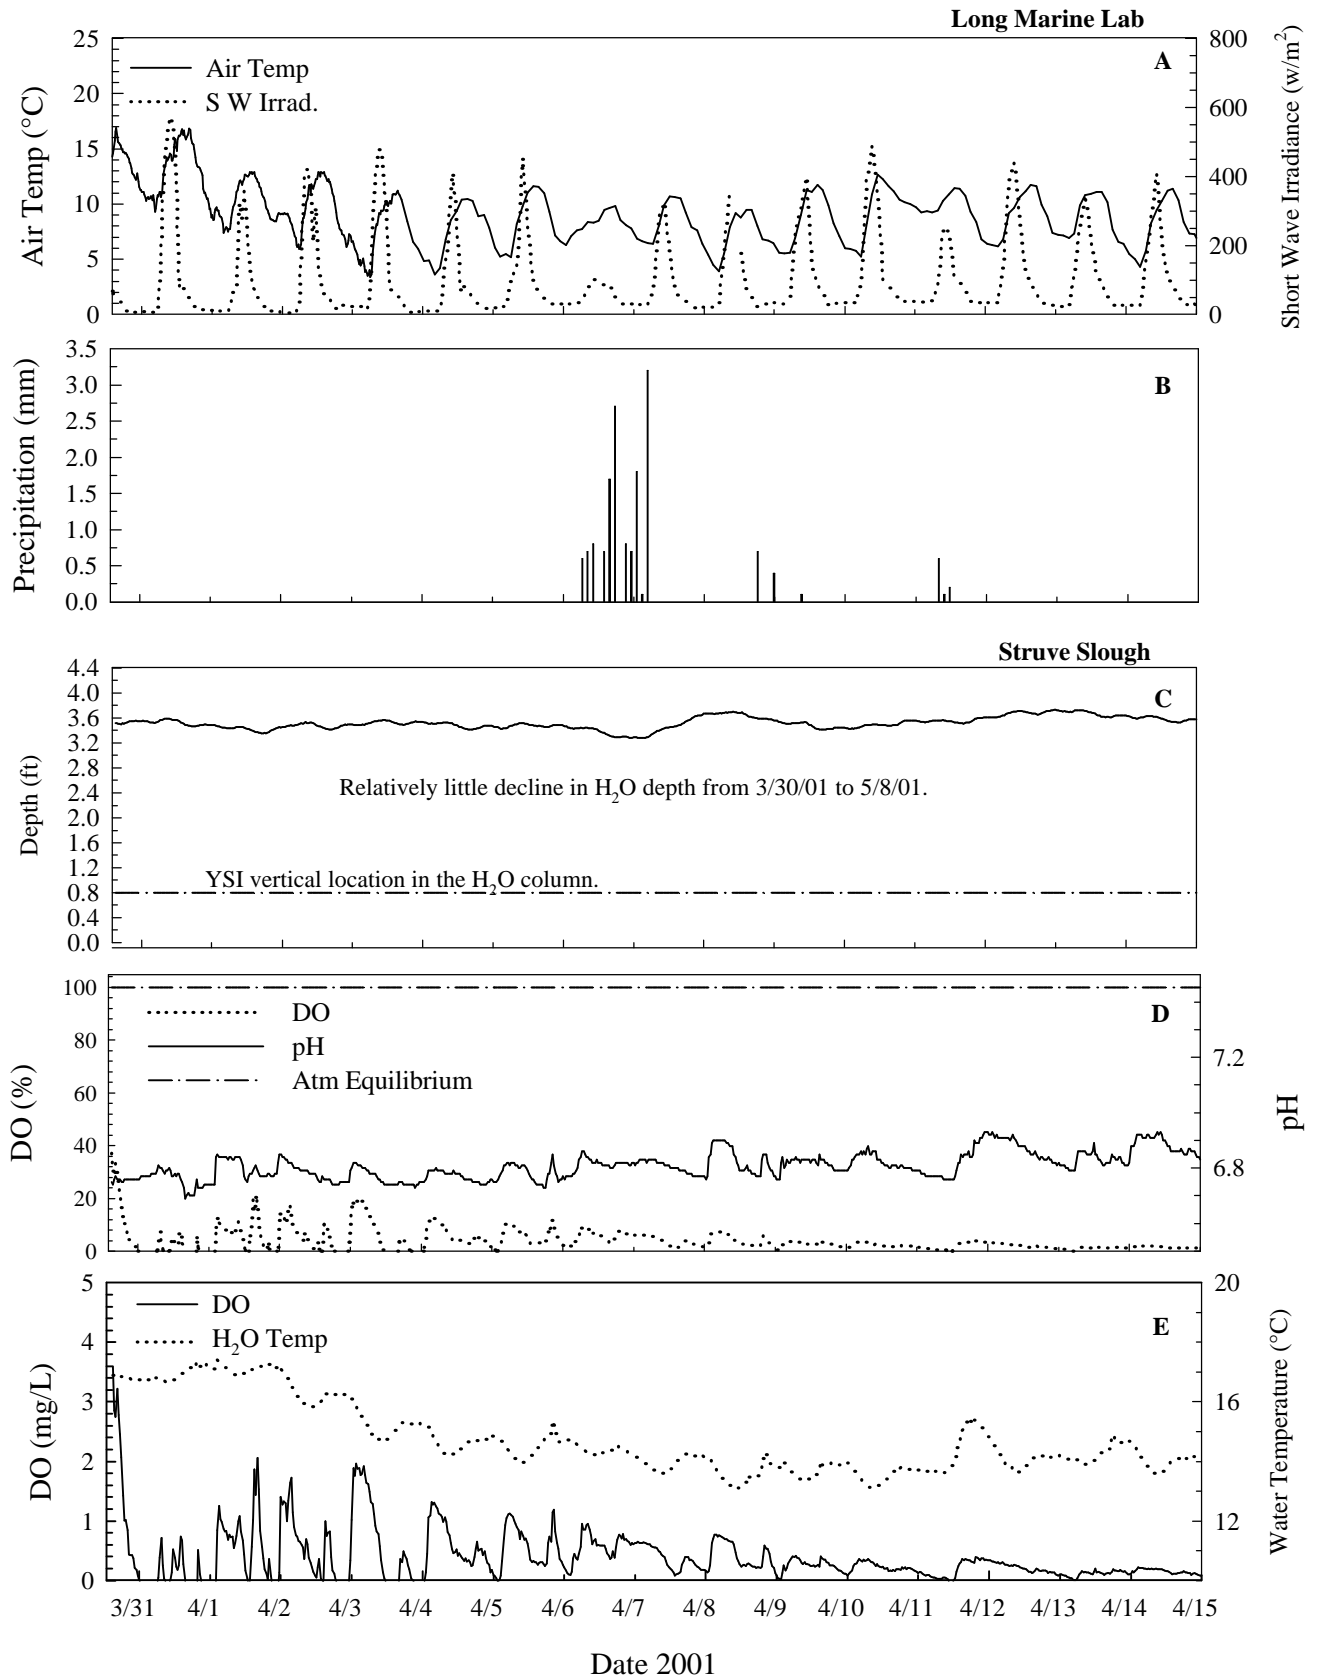 Long Marine Lab
A
Air Temp
S W Irrad.
25
20
15
10
5
0
Air Temp (°C)
800
600
400
200
0
Short Wave Irradiance (w/m²)
B
3.5
3.0
2.5
2.0
1.5
1.0
0.5
0.0
Precipitation (mm)
Struve Slough
C
4.4
4.0
3.6
3.2
2.8
2.4
2.0
1.6
1.2
0.8
0.4
0.0
Depth (ft)
Relatively little decline in H₂O depth from 3/30/01 to 5/8/01.
YSI vertical location in the H₂O column.
D
DO
pH
Atm Equilibrium
100
80
60
40
20
0
DO (%)
7.2
6.8
pH
E
DO
H₂O Temp
5
4
3
2
1
0
DO (mg/L)
20
16
12
Water Temperature (°C)
3/31 4/1 4/2 4/3 4/4 4/5 4/6 4/7 4/8 4/9 4/10 4/11 4/12 4/13 4/14 4/15
Date 2001